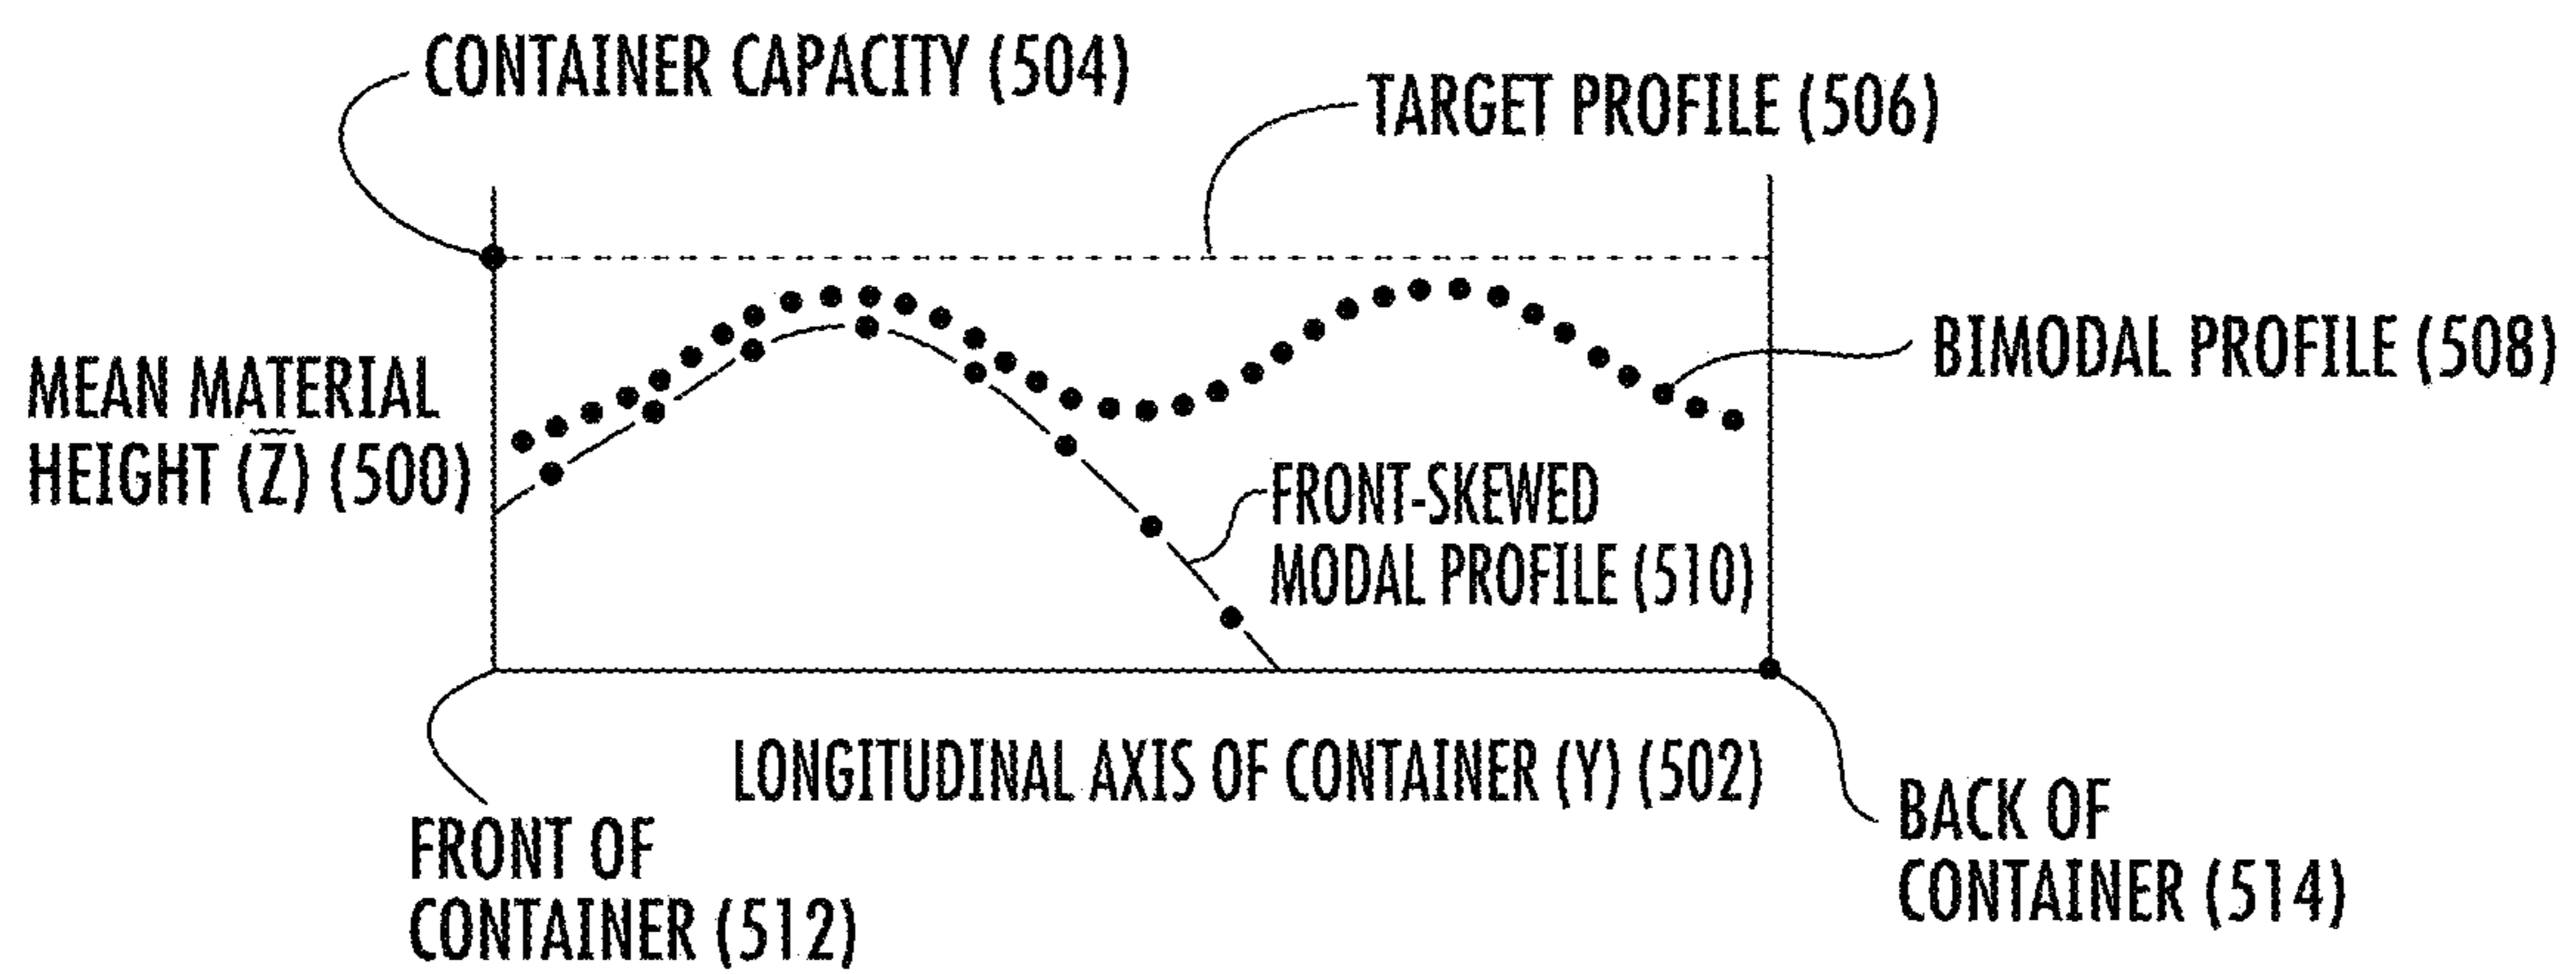 CONTAINER CAPACITY (504)
TARGET PROFILE (506)
MEAN MATERIAL
HEIGHT (Z̅) (500)
BIMODAL PROFILE (508)
FRONT-SKEWED
MODAL PROFILE (510)
LONGITUDINAL AXIS OF CONTAINER (Y) (502)
FRONT OF
CONTAINER (512)
BACK OF
CONTAINER (514)